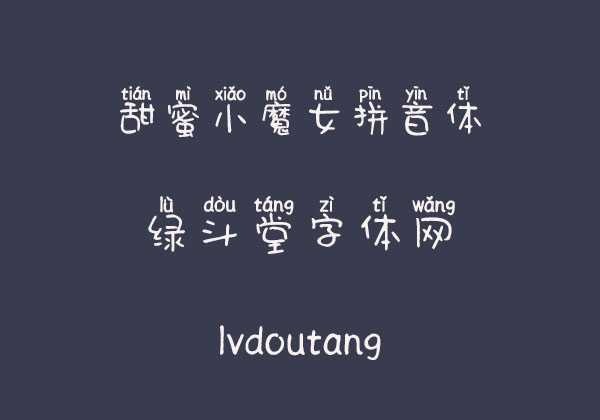 tián mì xiǎo mó nǚ pīn yīn tǐ
甜蜜小魔女拼音体
lǜ dòu táng zì tǐ wǎng
绿斗堂字体网
lvdoutang